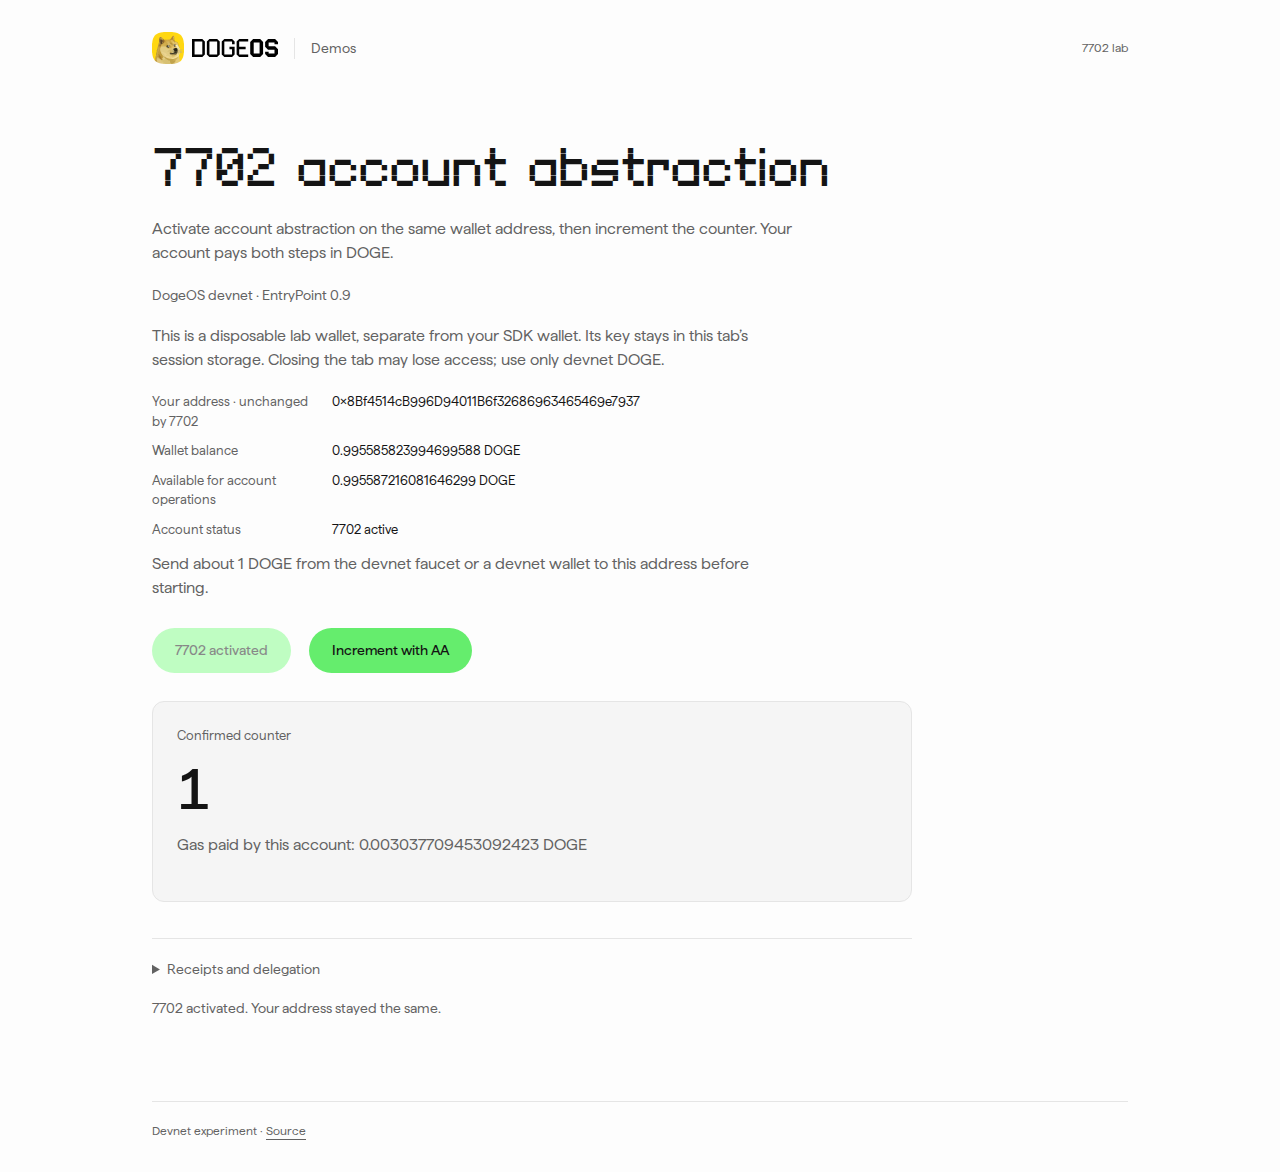 DOGEOS
Demos
7702 lab
7702 account abstraction
Activate account abstraction on the same wallet address, then increment the counter. Your
account pays both steps in DOGE.
DogeOS devnet · EntryPoint 0.9
This is a disposable lab wallet, separate from your SDK wallet. Its key stays in this tab's
session storage. Closing the tab may lose access; use only devnet DOGE.
Your address · unchanged
by 7702
0x8Bf4514cB996D94011B6f32686963465469e7937
Wallet balance
0.995585823994699588 DOGE
Available for account
operations
0.995587216081646299 DOGE
Account status
7702 active
Send about 1 DOGE from the devnet faucet or a devnet wallet to this address before
starting.
7702 activated
Increment with AA
Confirmed counter
1
Gas paid by this account: 0.003037709453092423 DOGE
Receipts and delegation
7702 activated. Your address stayed the same.
Devnet experiment · Source